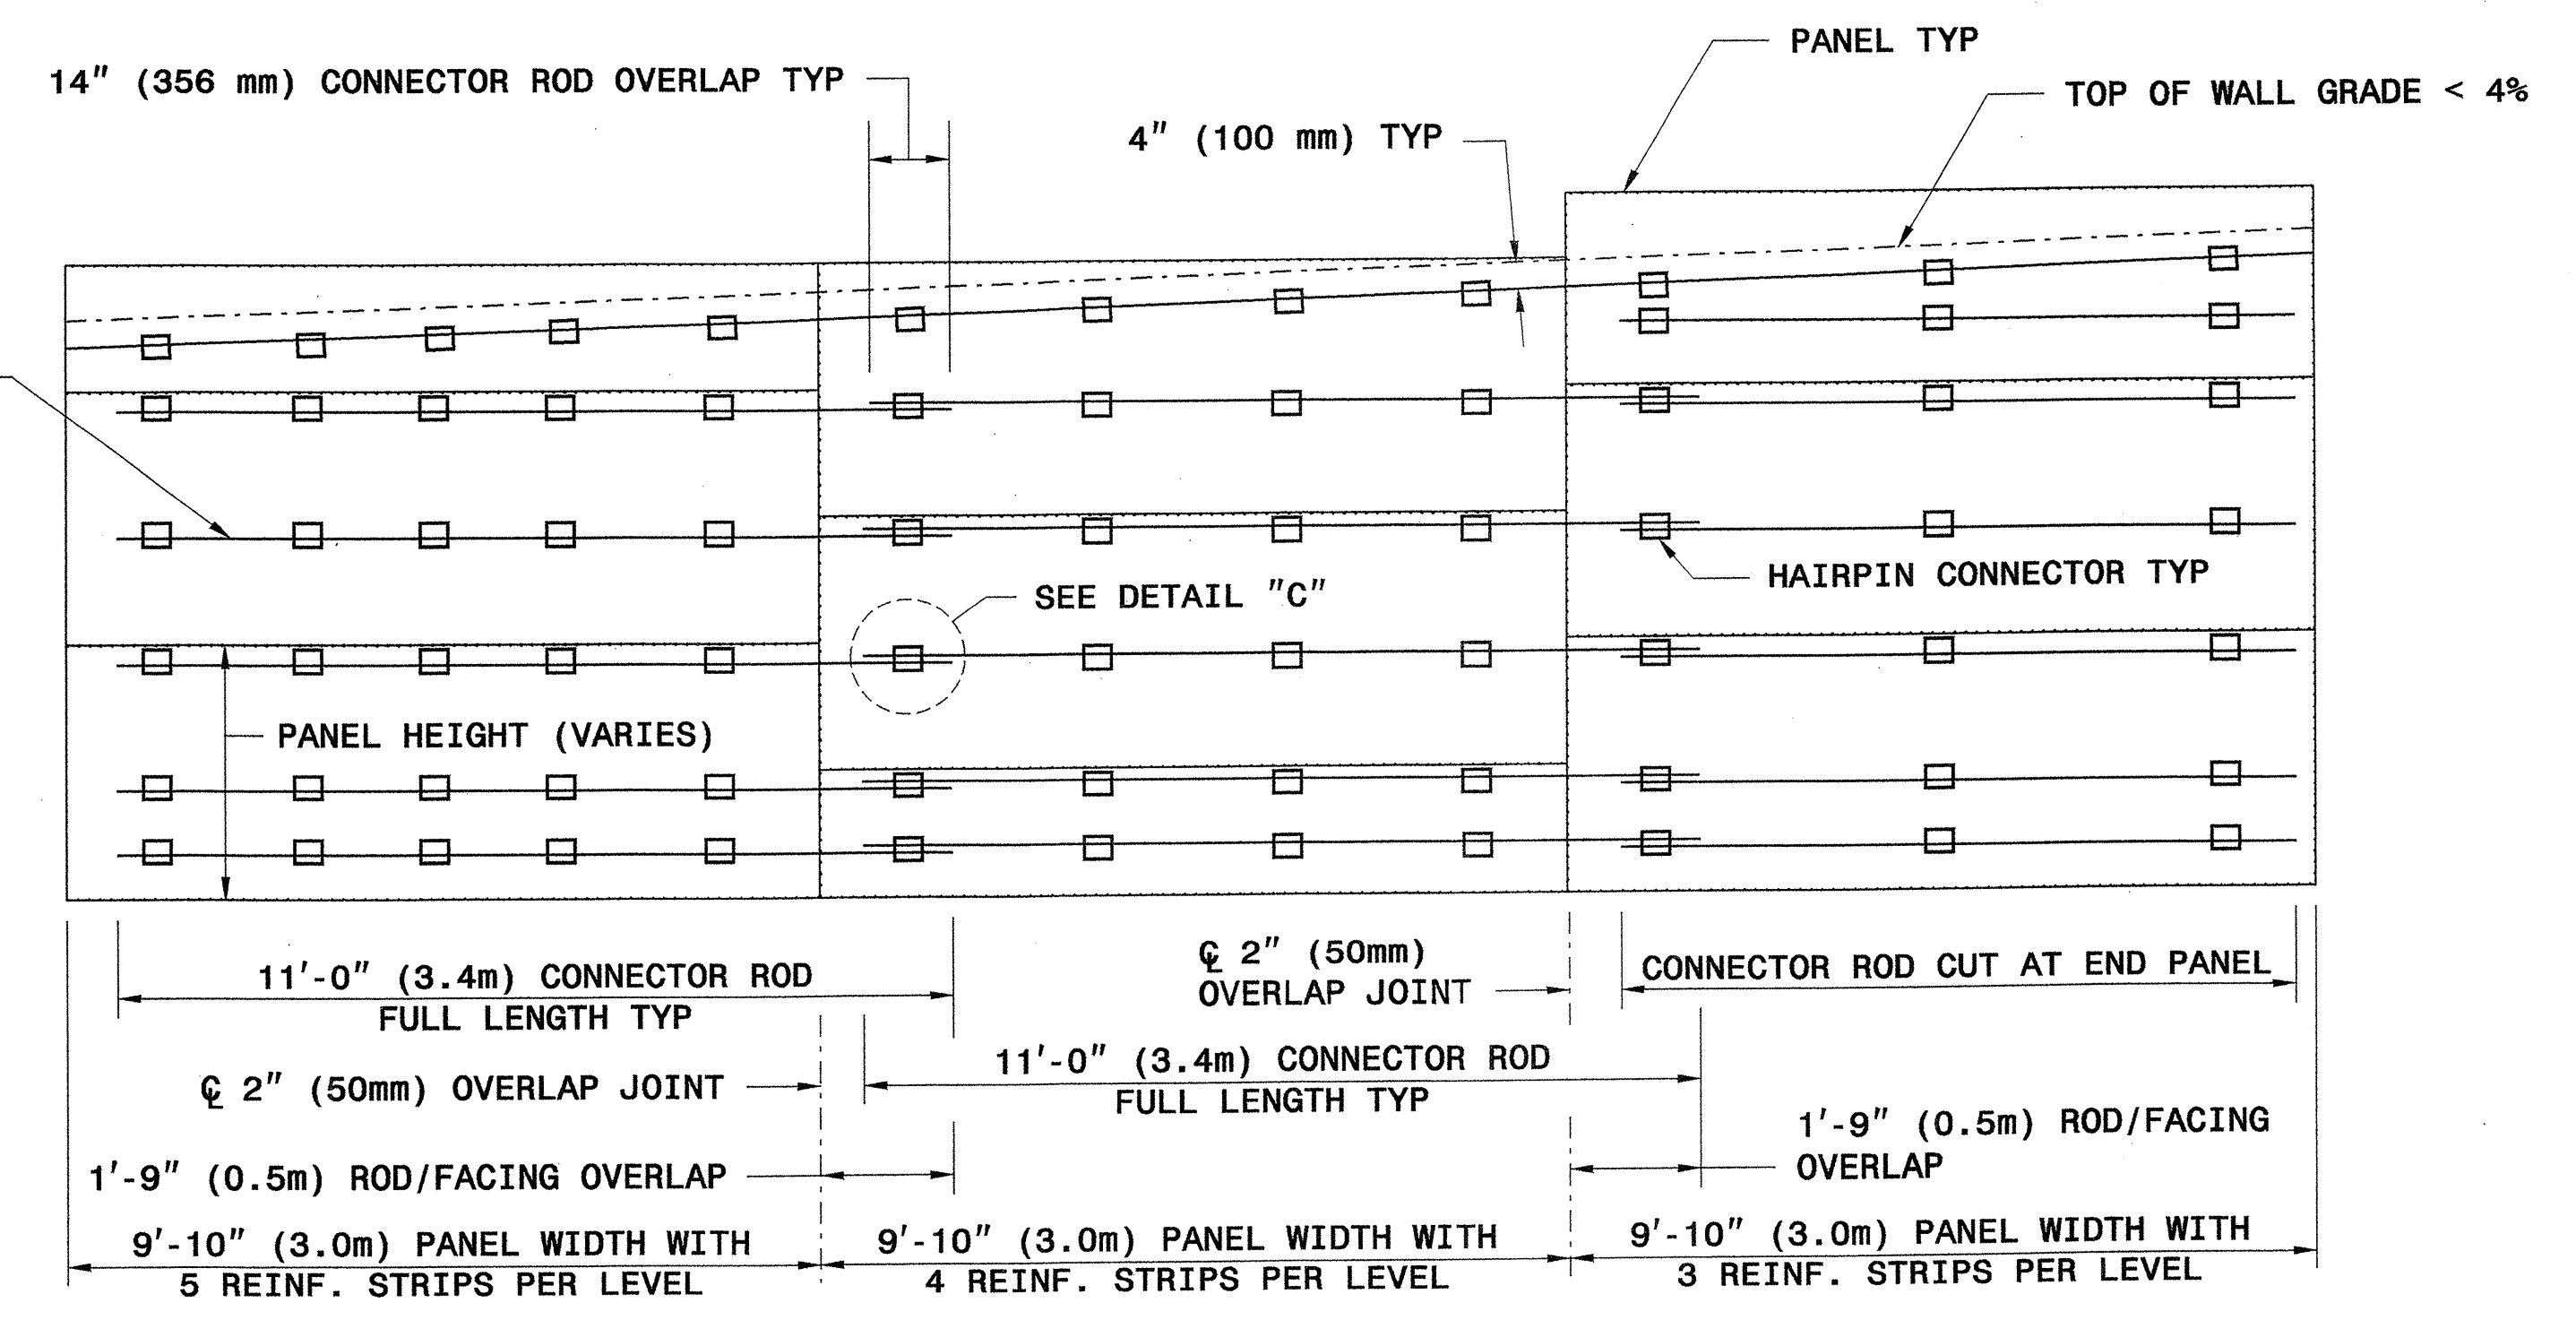 PANEL TYP
14" (356 mm) CONNECTOR ROD OVERLAP TYP
TOP OF WALL GRADE < 4%
4" (100 mm) TYP
HAIRPIN CONNECTOR TYP
SEE DETAIL "C"
PANEL HEIGHT (VARIES)
11'-0" (3.4m) CONNECTOR ROD
FULL LENGTH TYP
℄ 2" (50mm)
OVERLAP JOINT
CONNECTOR ROD CUT AT END PANEL
11'-0" (3.4m) CONNECTOR ROD
FULL LENGTH TYP
℄ 2" (50mm) OVERLAP JOINT
1'-9" (0.5m) ROD/FACING
OVERLAP
1'-9" (0.5m) ROD/FACING OVERLAP
9'-10" (3.0m) PANEL WIDTH WITH
5 REINF. STRIPS PER LEVEL
9'-10" (3.0m) PANEL WIDTH WITH
4 REINF. STRIPS PER LEVEL
9'-10" (3.0m) PANEL WIDTH WITH
3 REINF. STRIPS PER LEVEL